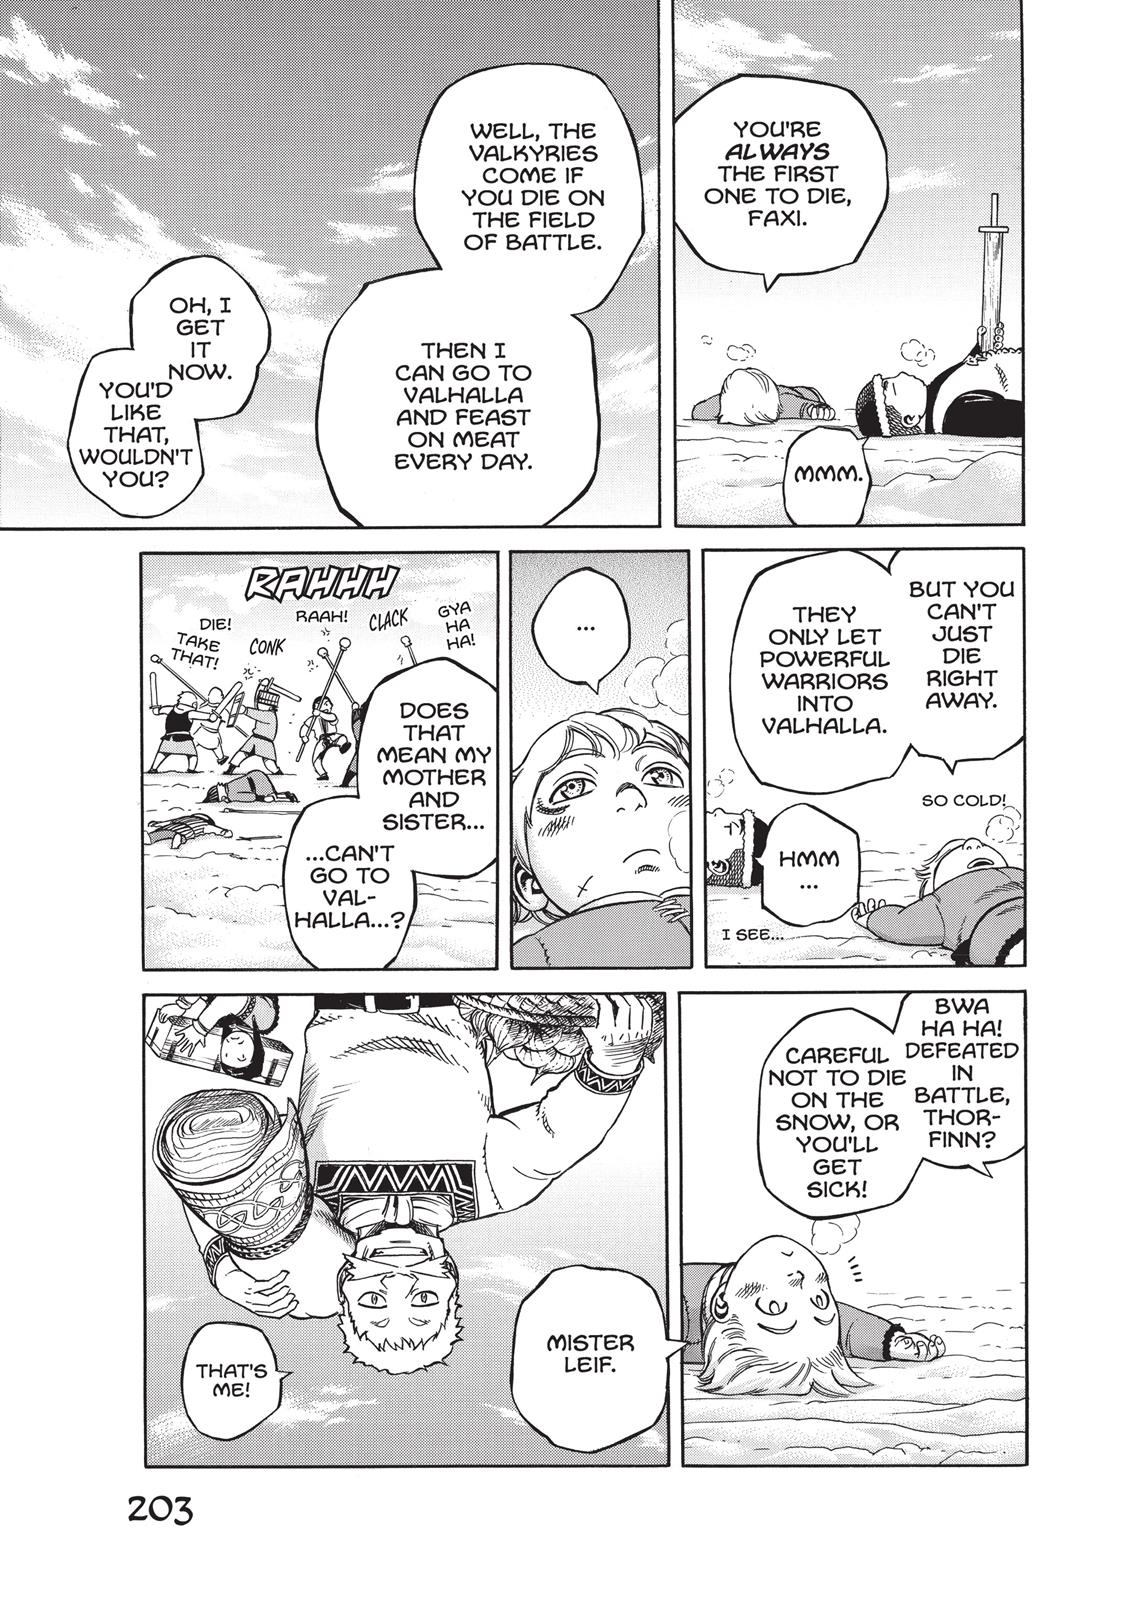 YOU'RE
ALWAYS
THE FIRST
ONE TO DIE,
FAXI.
MMM.
WELL, THE
VALKYRIES
COME IF
YOU DIE ON
THE FIELD
OF BATTLE.
THEN I
CAN GO TO
VALHALLA
AND FEAST
ON MEAT
EVERY DAY.
OH, I
GET
IT
NOW.
YOU'D
LIKE
THAT,
WOULDN'T
YOU?
BUT YOU
CAN'T
JUST
DIE
RIGHT
AWAY.
THEY
ONLY LET
POWERFUL
WARRIORS
INTO
VALHALLA.
SO COLD!
HMM
...
I SEE...
...
RAHHH
DIE!
TAKE
THAT!
CONK
RAAH!
CLACK
GYA
HA
HA!
DOES
THAT
MEAN MY
MOTHER
AND
SISTER...
...CAN'T
GO TO
VAL-
HALLA...?
BWA
HA HA!
DEFEATED
IN
BATTLE,
THOR-
FINN?
CAREFUL
NOT TO DIE
ON THE
SNOW, OR
YOU'LL
GET
SICK!
MISTER
LEIF.
THAT'S
ME!
203